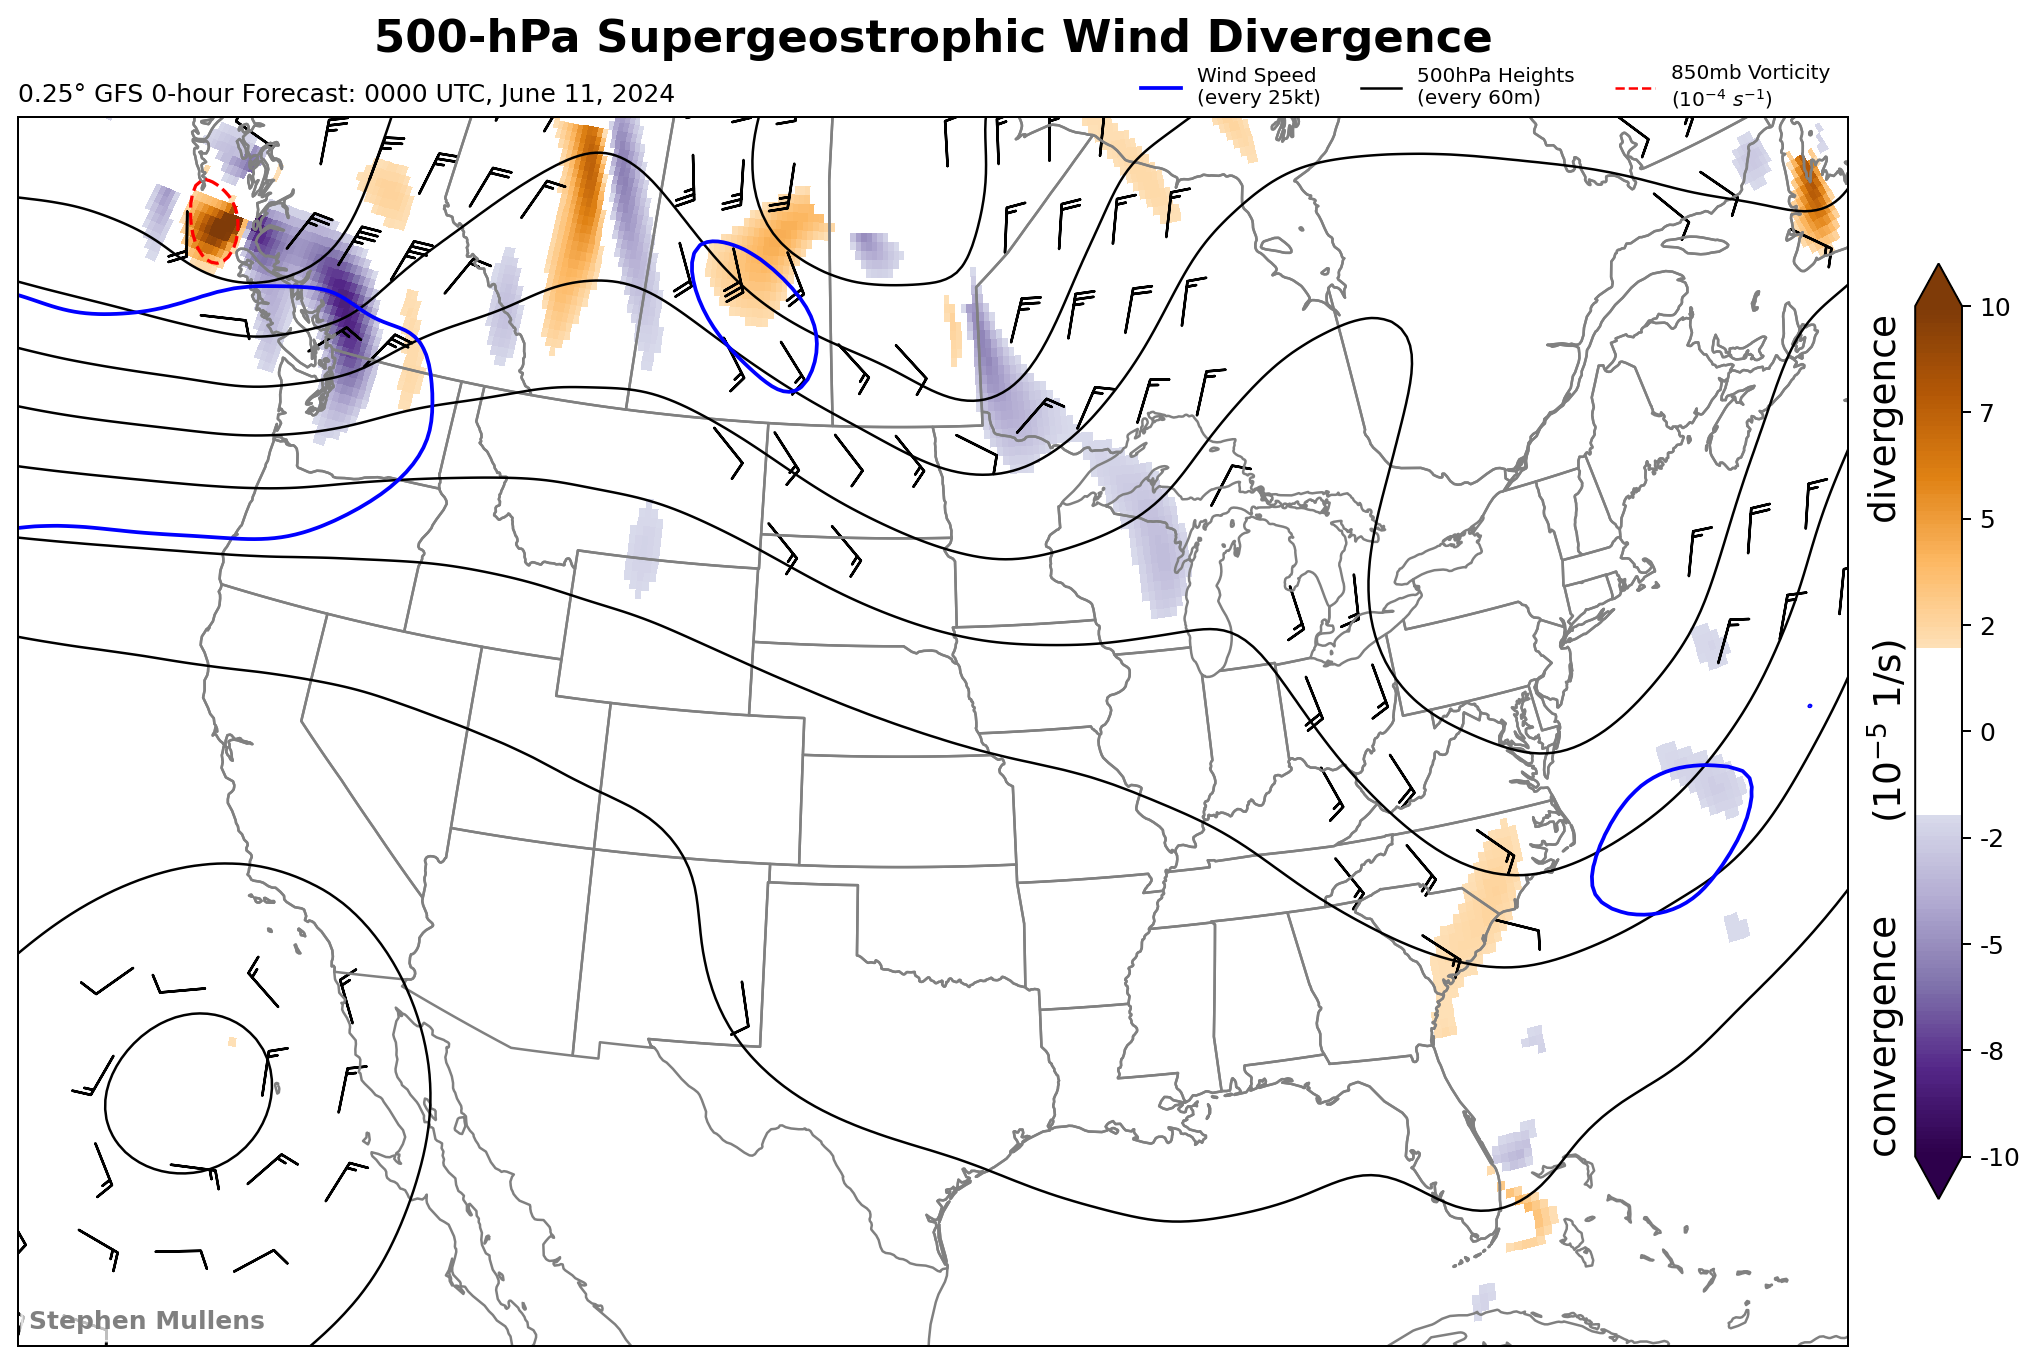 500-hPa Supergeostrophic Wind Divergence
0.25° GFS 0-hour Forecast: 0000 UTC, June 11, 2024
Wind Speed
(every 25kt)
500hPa Heights
(every 60m)
850mb Vorticity
(10⁻⁴ s⁻¹)
10
7
5
2
0
-2
-5
-8
-10
convergence (10⁻⁵ 1/s) divergence
Stephen Mullens